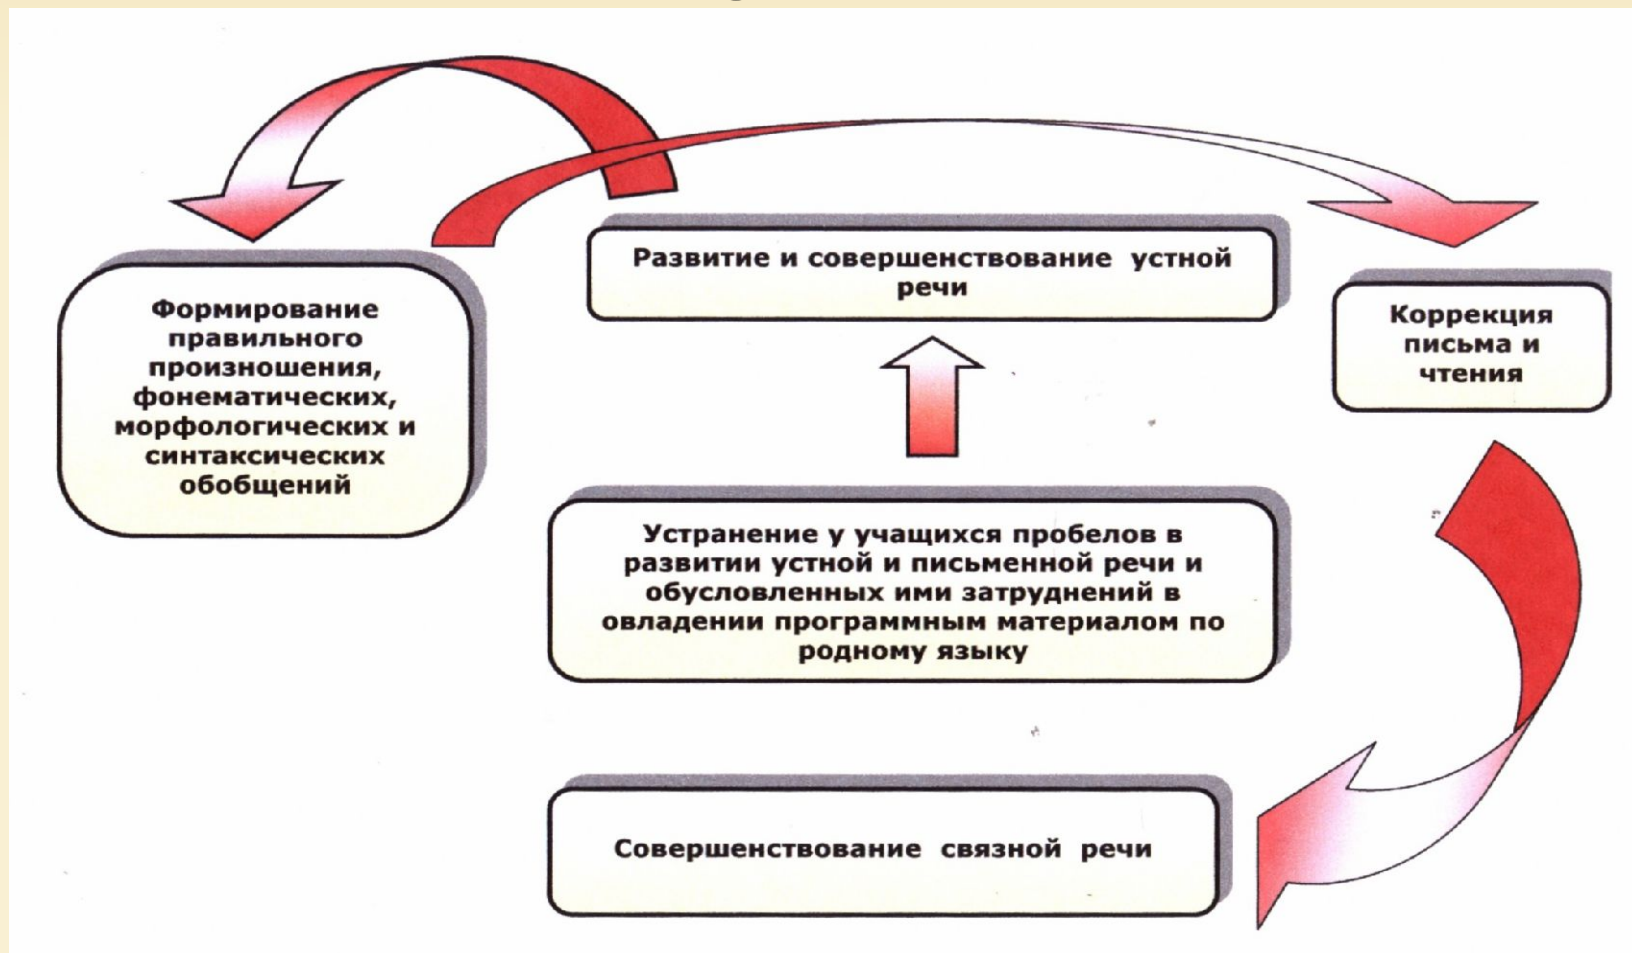 Развитие и совершенствование устной
речи
Формирование
правильного
произношения,
фонематических,
морфологических и
синтаксических
обобщений
Коррекция
письма и
чтения
Устранение у учащихся пробелов в
развитии устной и письменной речи и
обусловленных ими затруднений в
овладении программным материалом по
родному языку
Совершенствование связной речи